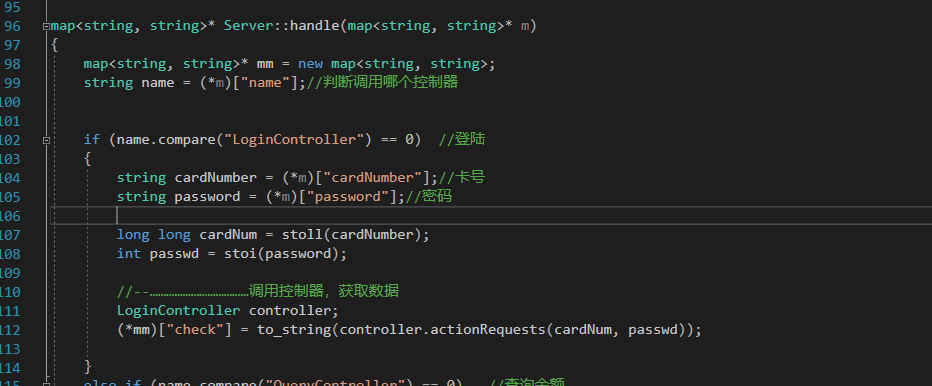 95
96 map<string, string>* Server::handle(map<string, string>* m)
97 {
98 map<string, string>* mm = new map<string, string>;
99 string name = (*m)["name"];//判断调用哪个控制器
100
101
102 if (name.compare("LoginController") == 0) //登陆
103 {
104 string cardNumber = (*m)["cardNumber"];//卡号
105 string password = (*m)["password"];//密码
106
107 long long cardNum = stoll(cardNumber);
108 int passwd = stoi(password);
109
110 //--………………………………调用控制器，获取数据
111 LoginController controller;
112 (*mm)["check"] = to_string(controller.actionRequests(cardNum, passwd));
113
114 }
115 else if (name.compare("QueryController") == 0) //查询余额